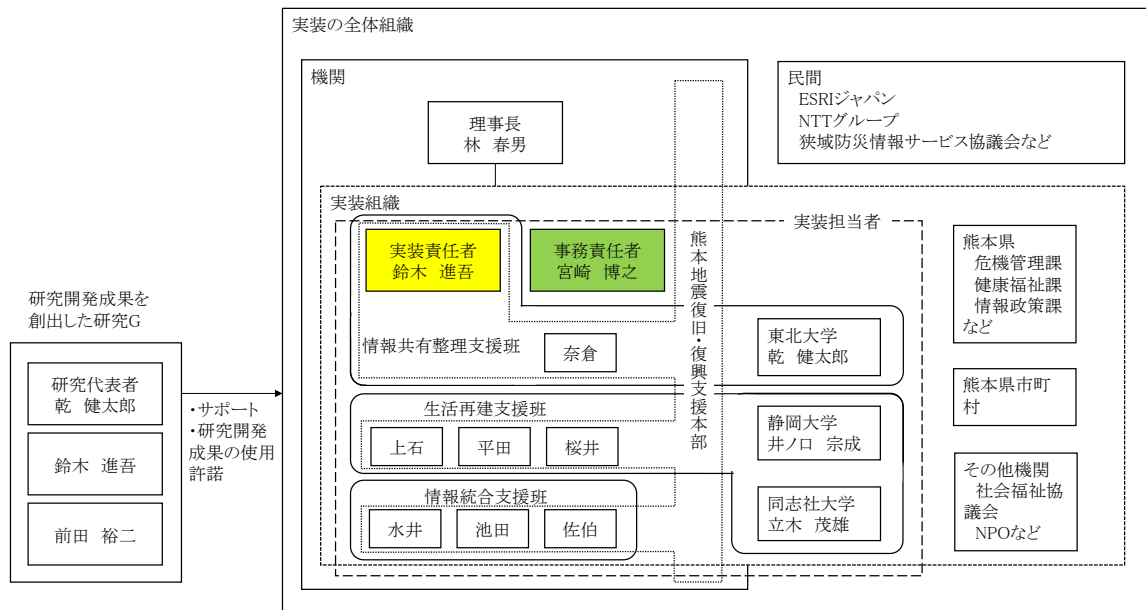 実装の全体組織
機関
理事長
林 春男
民間
ESRIジャパン
NTTグループ
狭域防災情報サービス協議会など
実装組織
実装担当者
実装責任者
鈴木 進吾
事務責任者
宮崎 博之
熊本地震復旧・復興支援本部
情報共有整理支援班
奈倉
東北大学
乾 健太郎
生活再建支援班
上石
平田
桜井
静岡大学
井ノ口 宗成
同志社大学
立木 茂雄
情報統合支援班
水井
池田
佐伯
熊本県
危機管理課
健康福祉課
情報政策課
など
熊本県市町
村
その他機関
社会福祉協
議会
NPOなど
研究開発成果を
創出した研究G
研究代表者
乾 健太郎
鈴木 進吾
前田 裕二
・サポート
・研究開発
成果の使用
許諾